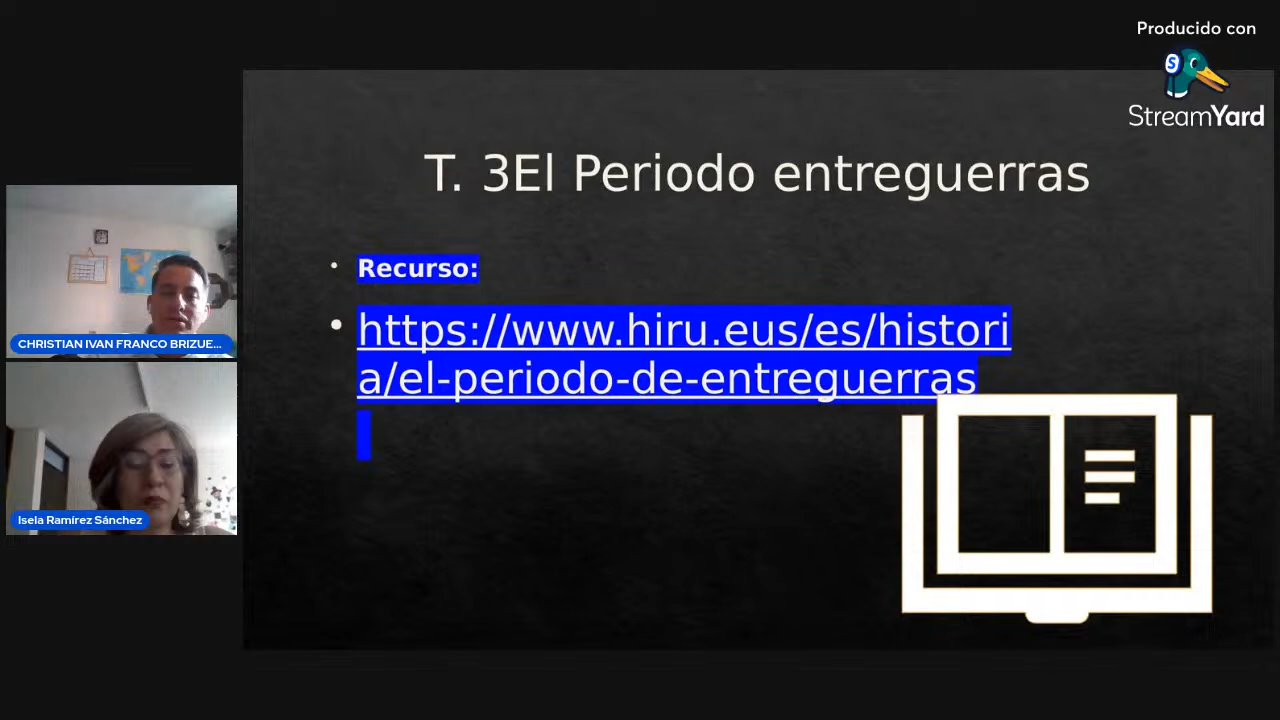 Producido con
StreamYard
T. 3El Periodo entreguerras
• Recurso:
• https://www.hiru.eus/es/histori
a/el-periodo-de-entreguerras
CHRISTIAN IVAN FRANCO BRIZUE...
Isela Ramírez Sánchez